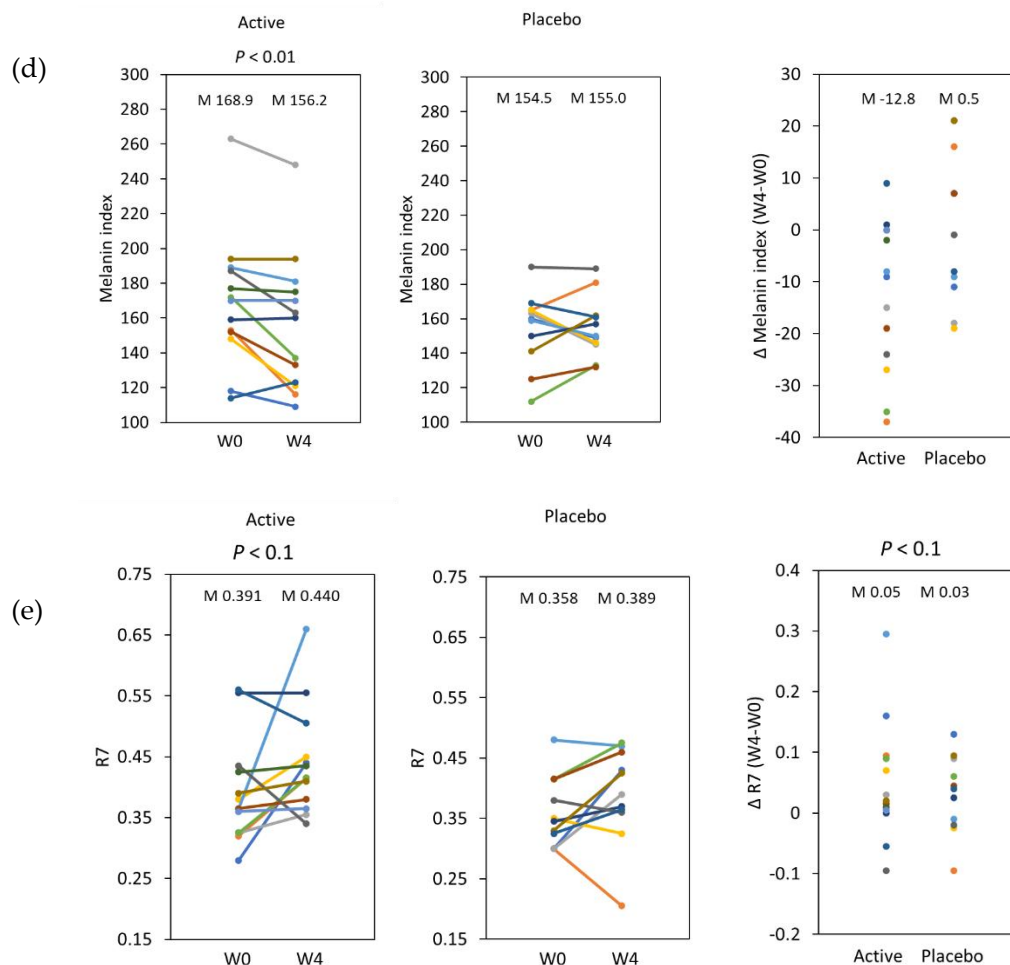 Active
Placebo
P < 0.01
(d)
300
280
260
240
220
200
180
160
140
120
100
Melanin index
M 168.9 M 156.2
W0 W4
300
280
260
240
220
200
180
160
140
120
100
Melanin index
M 154.5 M 155.0
W0 W4
30
20
10
0
-10
-20
-30
-40
Δ Melanin index (W4-W0)
M -12.8 M 0.5
Active Placebo
Active
Placebo
P < 0.1
P < 0.1
(e)
0.75
0.65
0.55
0.45
0.35
0.25
0.15
R7
M 0.391 M 0.440
W0 W4
0.75
0.65
0.55
0.45
0.35
0.25
0.15
R7
M 0.358 M 0.389
W0 W4
0.4
0.3
0.2
0.1
0
-0.1
-0.2
Δ R7 (W4-W0)
M 0.05 M 0.03
Active Placebo